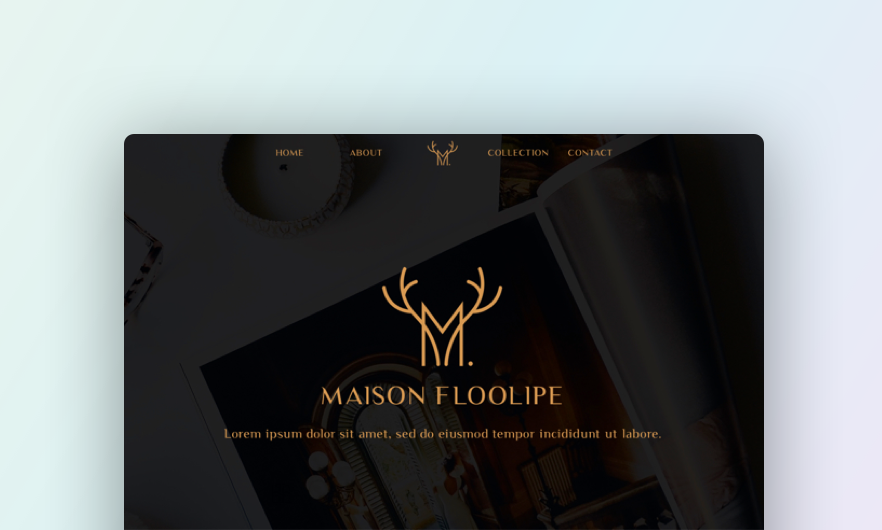 HOME ABOUT M. COLLECTION CONTACT
M.
MAISON FLOOLIPE
Lorem ipsum dolor sit amet, sed do eiusmod tempor incididunt ut labore.